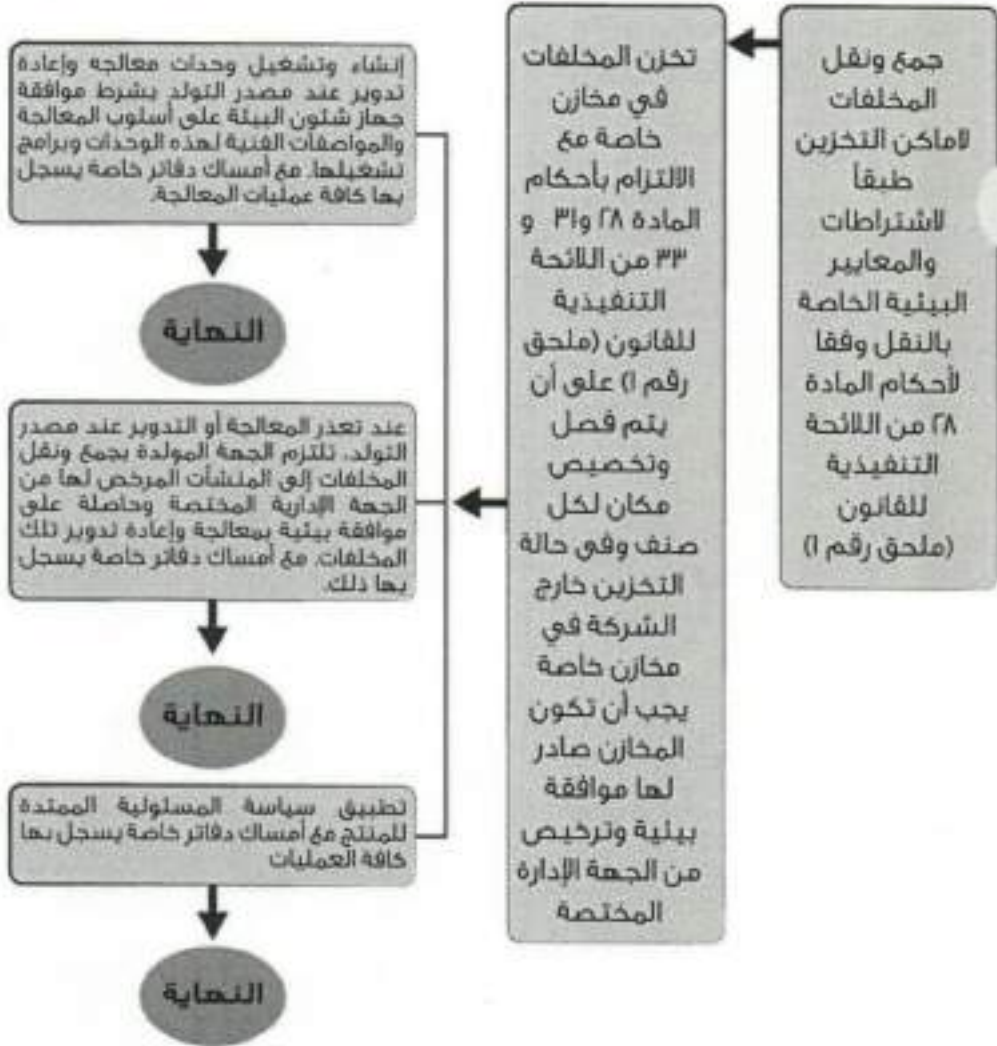 جمع ونقل
المخلفات
لاماكن التخزين
طبقاً
لاشتراطات
والمعايير
البيئية الخاصة
بالنقل وفقا
لأحكام المادة
٢٨ من اللائحة
التنفيذية
للقانون
(ملحق رقم ا)
تخزن المخلفات
في مخازن
خاصة مع
الالتزام بأحكام
المادة ٢٨ و٣١ و
٣٣ من اللائحة
التنفيذية
للقانون (ملحق
رقم ا) على أن
يتم فصل
وتخصيص
مكان لكل
صنف وفي حالة
التخزين خارج
الشركة في
مخازن خاصة
يجب أن تكون
المخازن صادر
لها موافقة
بيئية وترخيص
من الجهة الإدارة
المختصة
إنشاء وتشغيل وحدات معالجه وإعادة
تدوير عند مصدر التولد بشرط موافقة
جهاز شئون البيئة على أسلوب المعالجة
والمواصفات الفنية لهذه الوحدات وبرامج
تشغيلها. مع أمساك دفاتر خاصة يسجل
بها كافة عمليات المعالجة.
النهاية
عند تعذر المعالجة أو التدوير عند مصدر
التولد، تلتزم الجهة المولدة بجمع ونقل
المخلفات إلى المنشأت المرخص لها من
الجهة الإدارية المختصة وحاصلة على
موافقة بيئية بمعالجة وإعادة تدوير تلك
المخلفات. مع أمساك دفاتر خاصة يسجل
بها ذلك.
النهاية
تطبيق سياسة المسئولية الممتدة
للمنتج مع أمساك دفاتر خاصة يسجل بها
كافة العمليات
النهاية